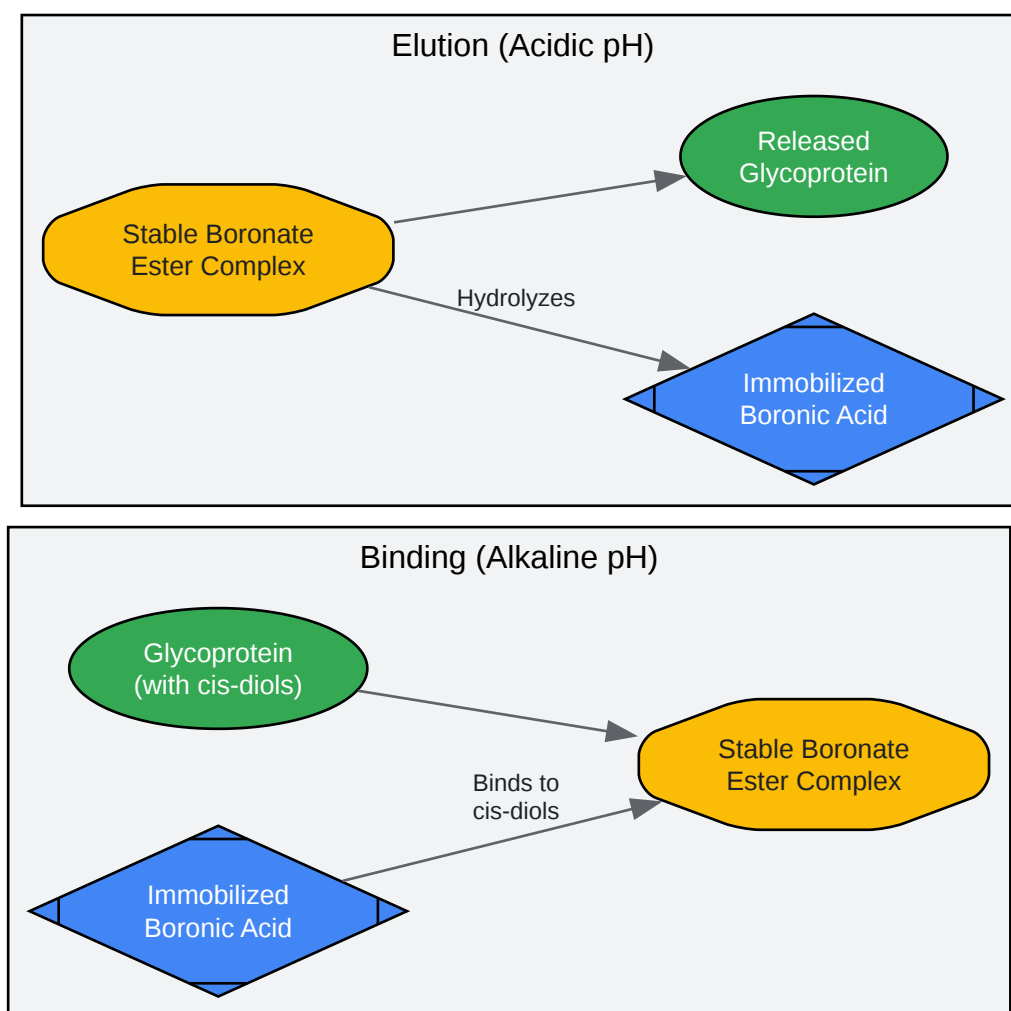 Elution (Acidic pH)
Released
Glycoprotein
Stable Boronate
Ester Complex
Hydrolyzes
Immobilized
Boronic Acid
Binding (Alkaline pH)
Glycoprotein
(with cis-diols)
Stable Boronate
Ester Complex
Binds to
cis-diols
Immobilized
Boronic Acid